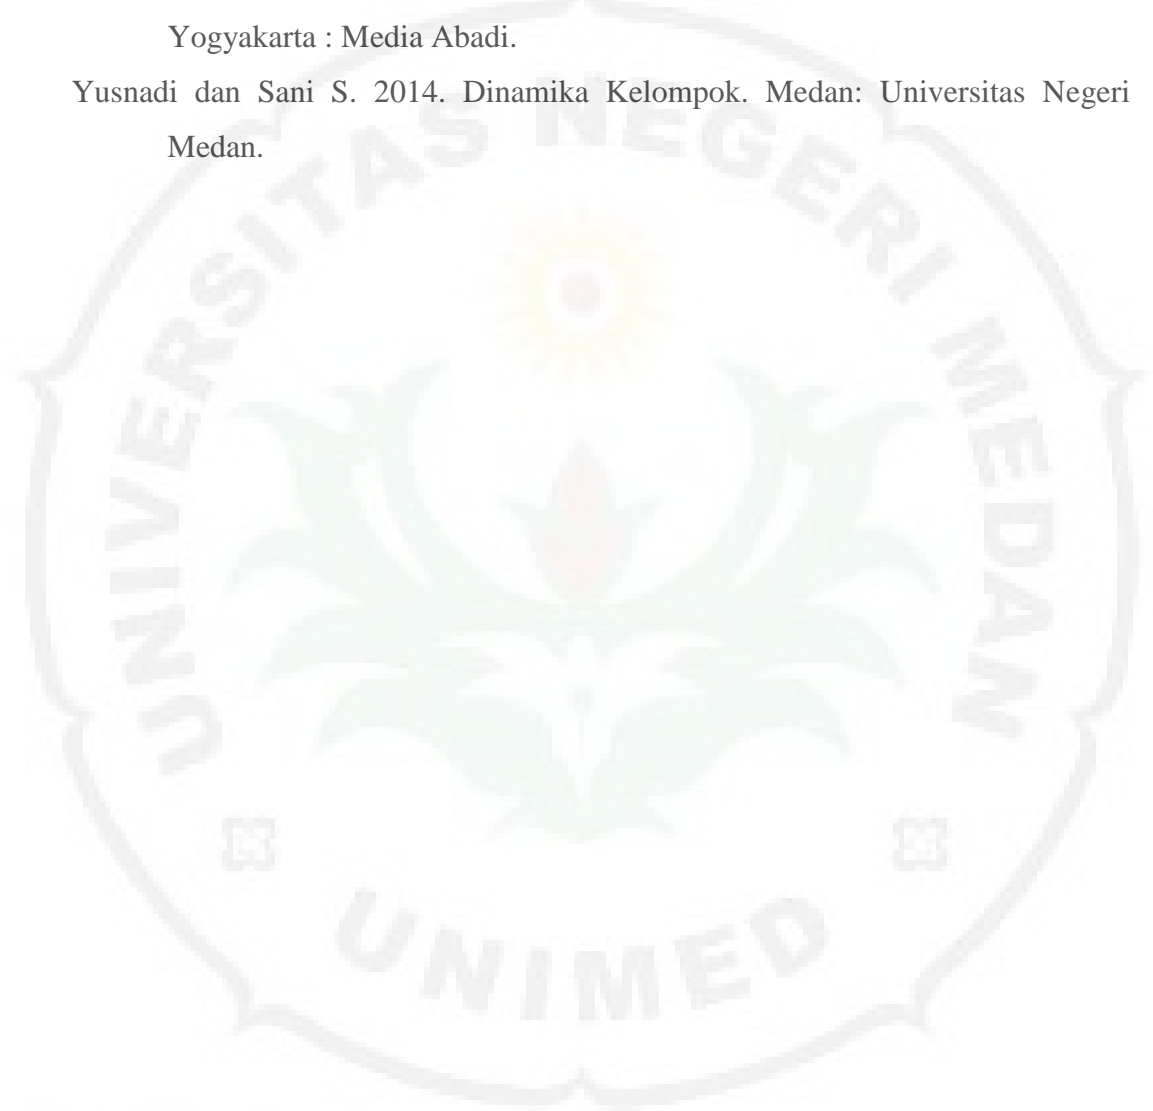 Yogyakarta : Media Abadi.
Yusnadi dan Sani S. 2014. Dinamika Kelompok. Medan: Universitas Negeri
Medan.
UNIVERSITAS NEGERI MEDAN
UNIMED